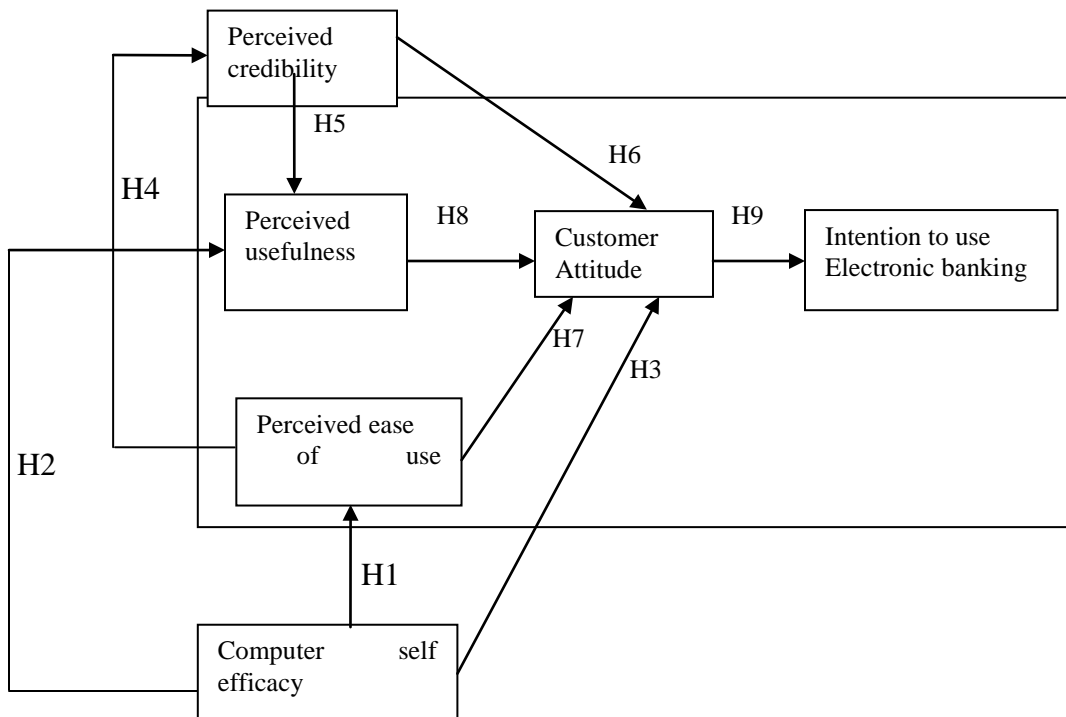 Perceived
credibility
H5
H6
H4
Perceived
usefulness
H8
Customer
Attitude
H9
Intention to use
Electronic banking
H7
H3
Perceived ease
of use
H2
H1
Computer self
efficacy